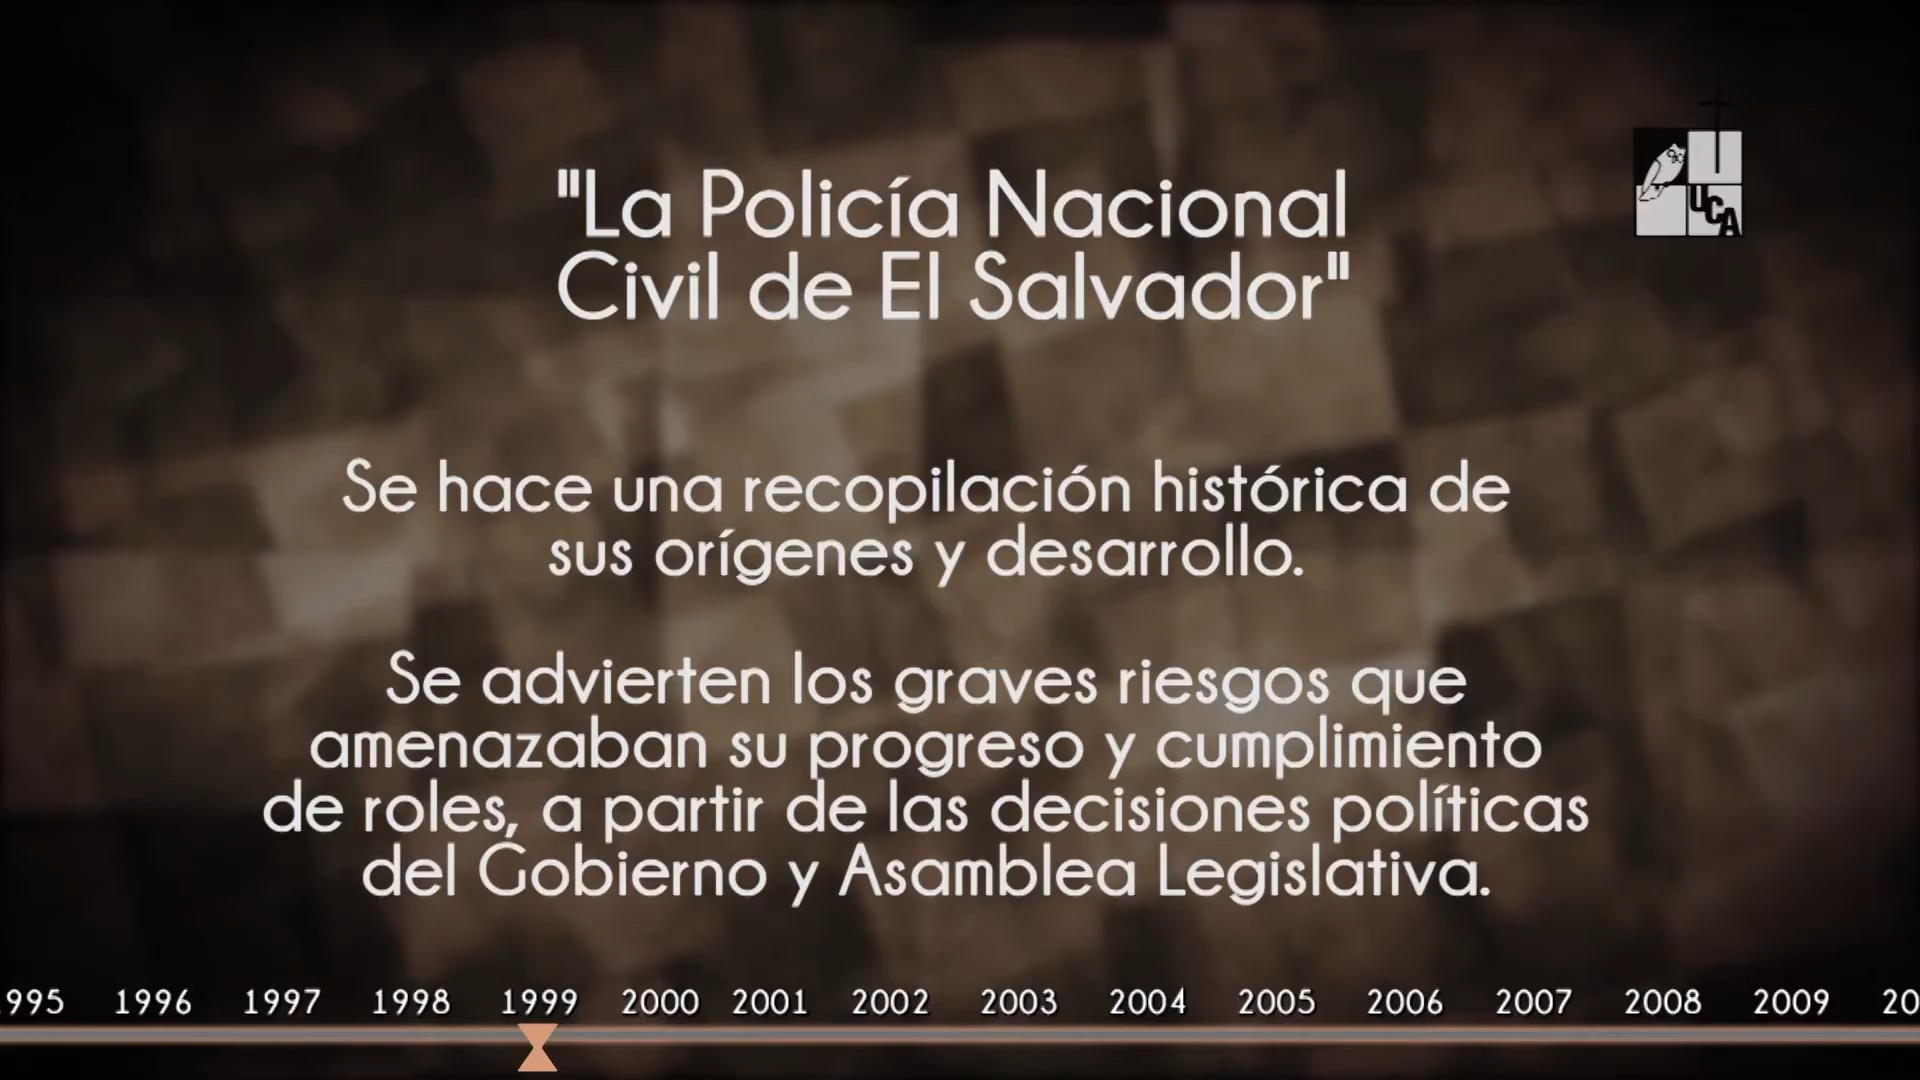 "La Policía Nacional
Civil de El Salvador"
UCA
Se hace una recopilación histórica de
sus orígenes y desarrollo.
Se advierten los graves riesgos que
amenazaban su progreso y cumplimiento
de roles, a partir de las decisiones políticas
del Gobierno y Asamblea Legislativa.
995 1996 1997 1998 1999 2000 2001 2002 2003 2004 2005 2006 2007 2008 2009 20